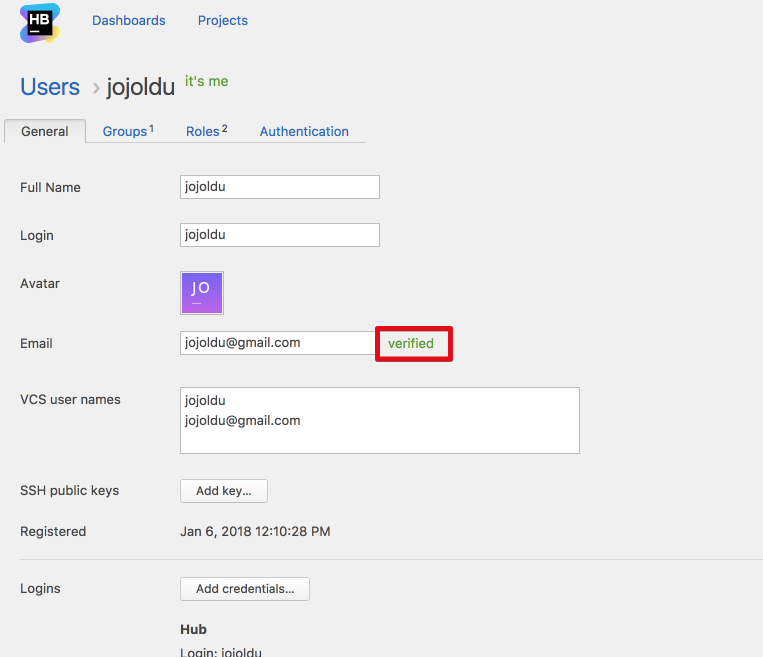 HB
Dashboards Projects
Users › jojoldu it's me
General Groups 1 Roles 2 Authentication
Full Name jojoldu
Login jojoldu
Avatar JO
Email jojoldu@gmail.com verified
VCS user names jojoldu
jojoldu@gmail.com
SSH public keys Add key...
Registered Jan 6, 2018 12:10:28 PM
Logins Add credentials...
Hub
Login: jojoldu